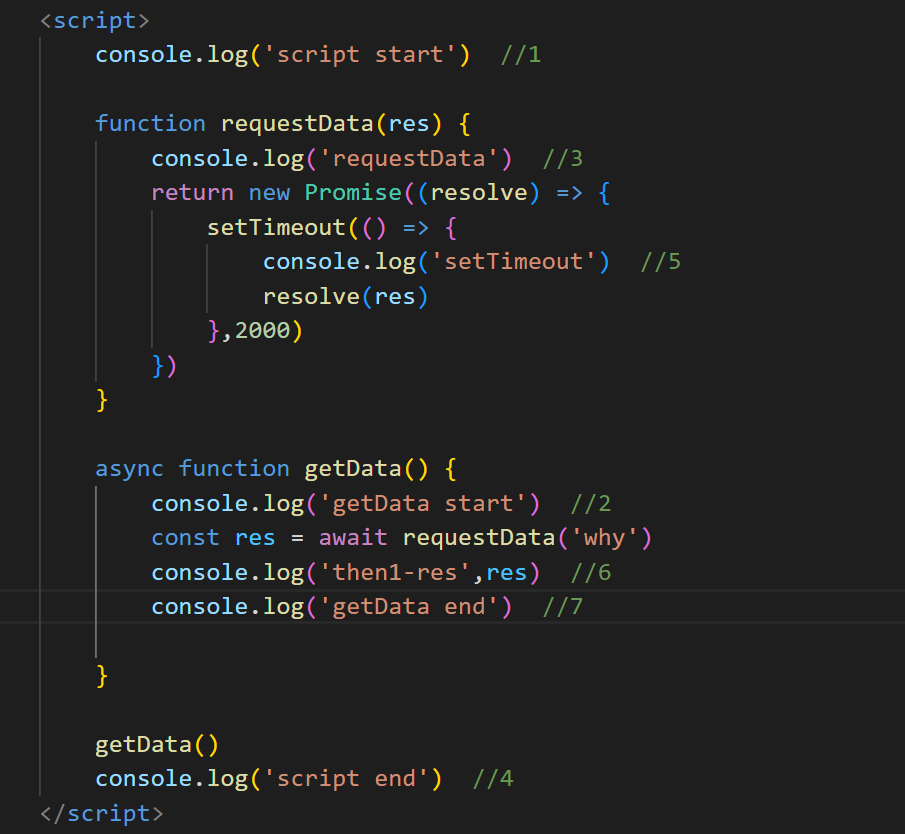 <script>
console.log('script start')  //1
function requestData(res) {
console.log('requestData')  //3
return new Promise((resolve) => {
setTimeout(() => {
console.log('setTimeout')  //5
resolve(res)
},2000)
})
}
async function getData() {
console.log('getData start')  //2
const res = await requestData('why')
console.log('then1-res',res)  //6
console.log('getData end')  //7
}
getData()
console.log('script end')  //4
</script>